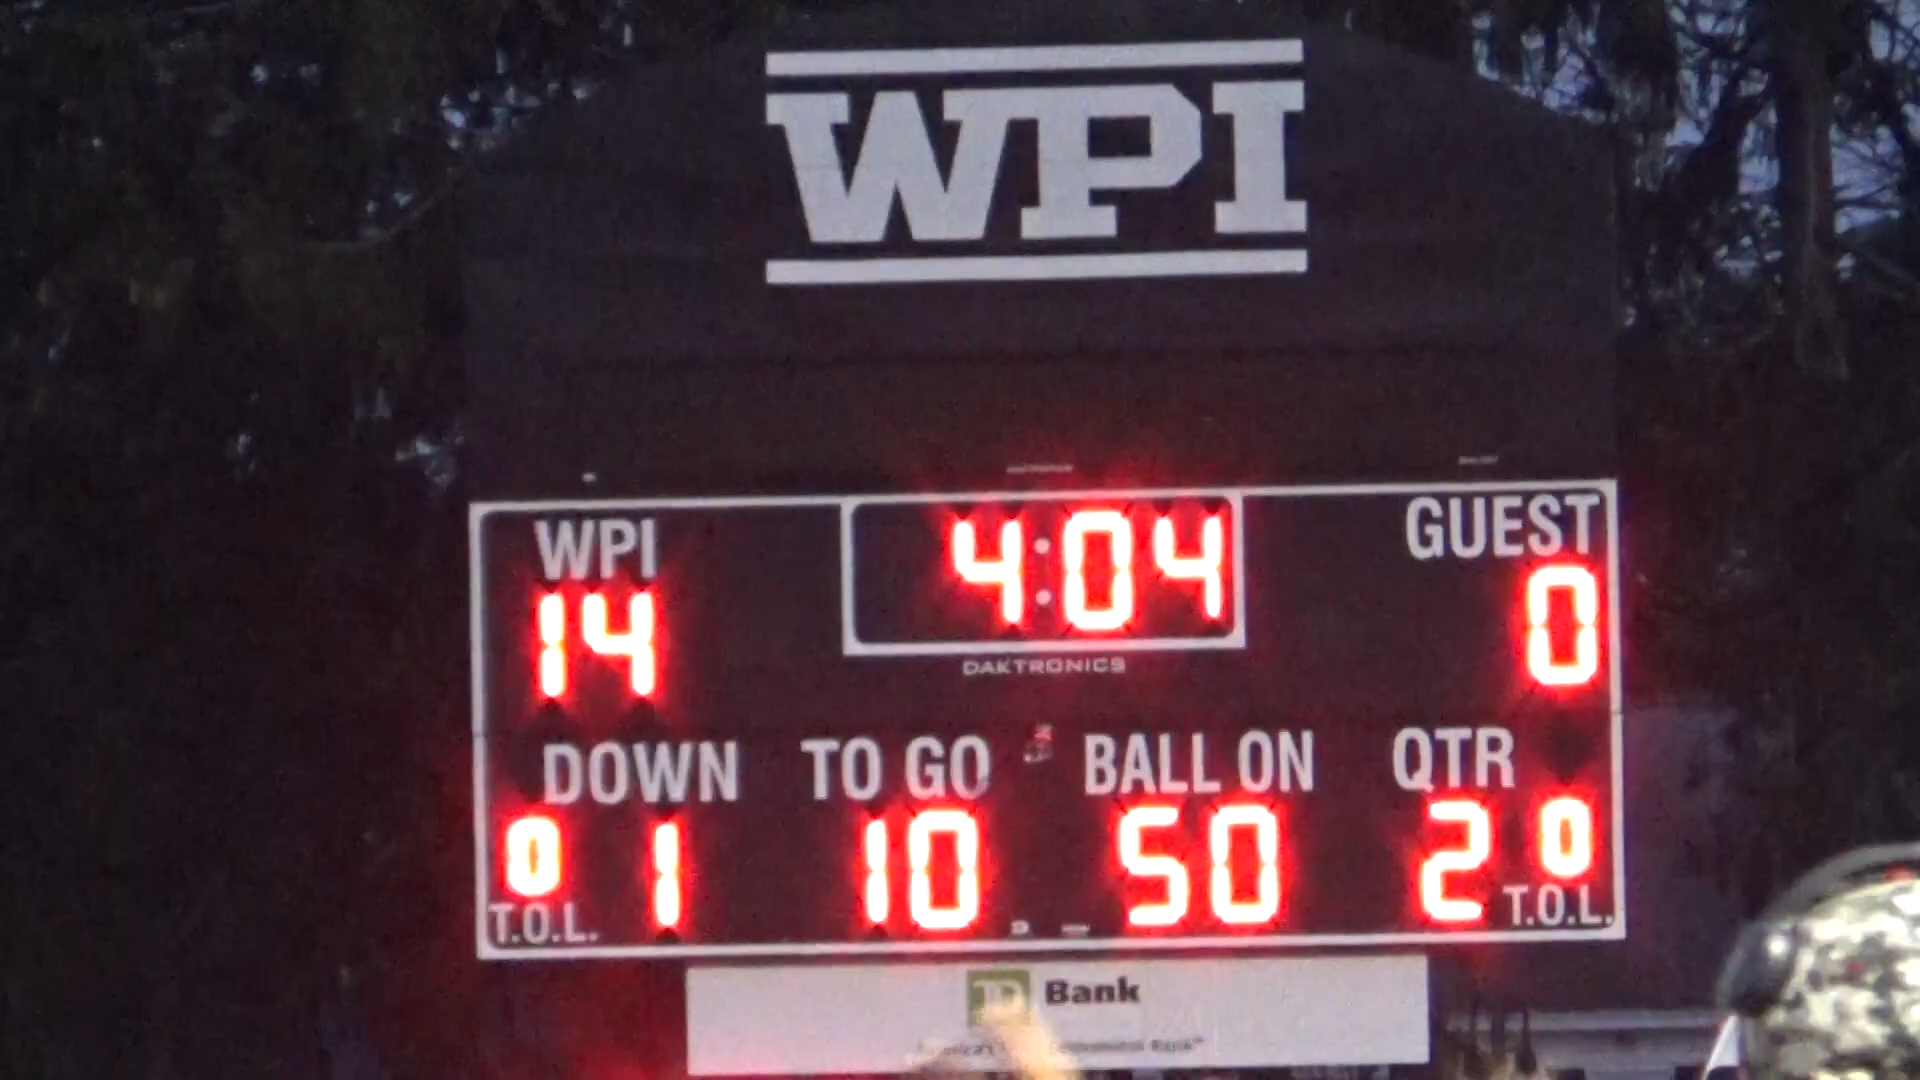 WPI
WPI 4:04 GUEST
14 0
DAKTRONICS
DOWN TO GO BALL ON QTR
0 1 10 50 2 0
T.O.L. T.O.L.
TD Bank